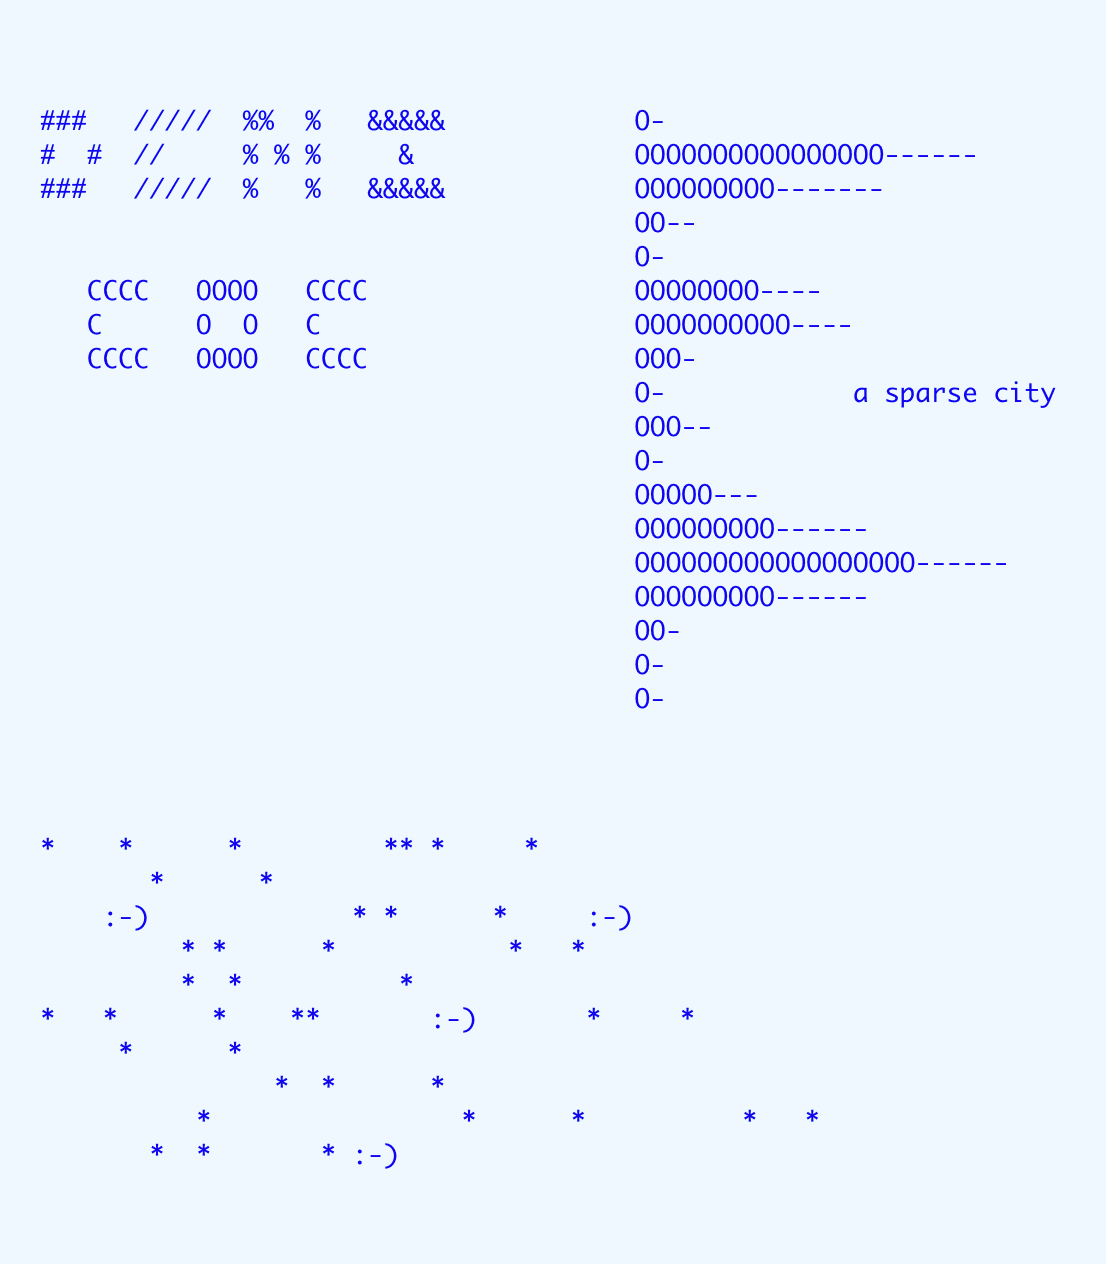 ###   /////  %%  %   &&&&&
#  #  //     % % %     &
###   /////  %   %   &&&&&
   CCCC   OOOO   CCCC
   C      O  O   C
   CCCC   OOOO   CCCC
O-
OOOOOOOOOOOOOOOO------
OOOOOOOOO-------
OO--
O-
OOOOOOOO----
OOOOOOOOOO----
OOO-
O-            a sparse city
OOO--
O-
OOOOO---
OOOOOOOOO------
OOOOOOOOOOOOOOOOOO------
OOOOOOOOO------
OO-
O-
O-
*    *      *         ** *     *
       *      *
    :-)             * *      *     :-)
         * *      *           *   *
         *  *          *
*   *      *    **       :-)       *     *
     *      *
               *  *      *
          *                *      *          *   *
       *  *       * :-)